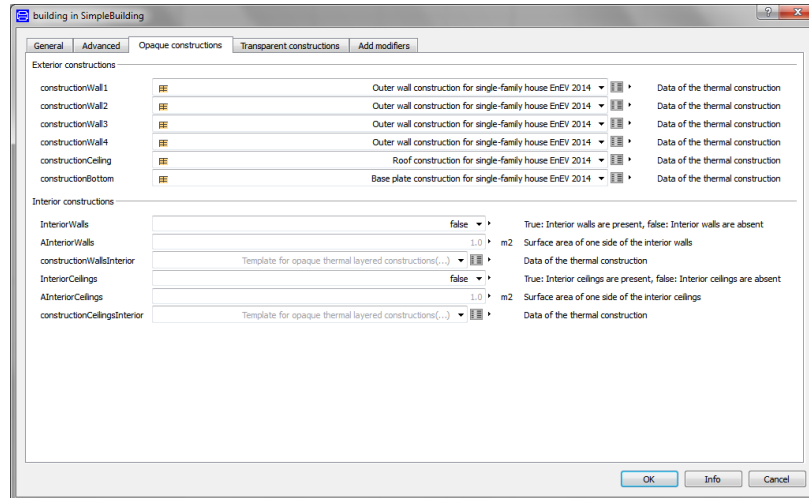 building in SimpleBuilding
General Advanced Opaque constructions Transparent constructions Add modifiers
Exterior constructions
constructionWall1 Outer wall construction for single-family house EnEV 2014 Data of the thermal construction
constructionWall2 Outer wall construction for single-family house EnEV 2014 Data of the thermal construction
constructionWall3 Outer wall construction for single-family house EnEV 2014 Data of the thermal construction
constructionWall4 Outer wall construction for single-family house EnEV 2014 Data of the thermal construction
constructionCeiling Roof construction for single-family house EnEV 2014 Data of the thermal construction
constructionBottom Base plate construction for single-family house EnEV 2014 Data of the thermal construction
Interior constructions
InteriorWalls false True: Interior walls are present, false: Interior walls are absent
AInteriorWalls 1.0 m2 Surface area of one side of the interior walls
constructionWallsInterior Template for opaque thermal layered constructions(...) Data of the thermal construction
InteriorCeilings false True: Interior ceilings are present, false: Interior ceilings are absent
AInteriorCeilings 1.0 m2 Surface area of one side of the interior ceilings
constructionCeilingsInterior Template for opaque thermal layered constructions(...) Data of the thermal construction
OK Info Cancel